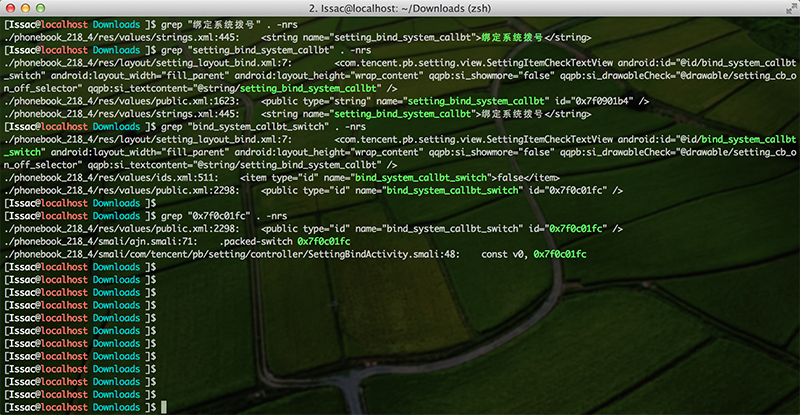 2. Issac@localhost: ~/Downloads (zsh)
[Issac@localhost Downloads ]$ grep "绑定系统拨号" . -nrs
./phonebook_218_4/res/values/strings.xml:445:    <string name="setting_bind_system_callbt">绑定系统拨号</string>
[Issac@localhost Downloads ]$ grep "setting_bind_system_callbt" . -nrs
./phonebook_218_4/res/layout/setting_layout_bind.xml:7:        <com.tencent.pb.setting.view.SettingItemCheckTextView android:id="@id/bind_system_callbt
_switch" android:layout_width="fill_parent" android:layout_height="wrap_content" qqpb:si_showmore="false" qqpb:si_drawableCheck="@drawable/setting_cb_o
n_off_selector" qqpb:si_textcontent="@string/setting_bind_system_callbt" />
./phonebook_218_4/res/values/public.xml:1623:    <public type="string" name="setting_bind_system_callbt" id="0x7f0901b4" />
./phonebook_218_4/res/values/strings.xml:445:    <string name="setting_bind_system_callbt">绑定系统拨号</string>
[Issac@localhost Downloads ]$ grep "bind_system_callbt_switch" . -nrs
./phonebook_218_4/res/layout/setting_layout_bind.xml:7:        <com.tencent.pb.setting.view.SettingItemCheckTextView android:id="@id/bind_system_callbt
_switch" android:layout_width="fill_parent" android:layout_height="wrap_content" qqpb:si_showmore="false" qqpb:si_drawableCheck="@drawable/setting_cb_o
n_off_selector" qqpb:si_textcontent="@string/setting_bind_system_callbt" />
./phonebook_218_4/res/values/ids.xml:511:    <item type="id" name="bind_system_callbt_switch">false</item>
./phonebook_218_4/res/values/public.xml:2298:    <public type="id" name="bind_system_callbt_switch" id="0x7f0c01fc" />
[Issac@localhost Downloads ]$
[Issac@localhost Downloads ]$ grep "0x7f0c01fc" . -nrs
./phonebook_218_4/res/values/public.xml:2298:    <public type="id" name="bind_system_callbt_switch" id="0x7f0c01fc" />
./phonebook_218_4/smali/ajn.smali:71:    .packed-switch 0x7f0c01fc
./phonebook_218_4/smali/com/tencent/pb/setting/controller/SettingBindActivity.smali:48:    const v0, 0x7f0c01fc
[Issac@localhost Downloads ]$
[Issac@localhost Downloads ]$
[Issac@localhost Downloads ]$
[Issac@localhost Downloads ]$
[Issac@localhost Downloads ]$
[Issac@localhost Downloads ]$
[Issac@localhost Downloads ]$
[Issac@localhost Downloads ]$
[Issac@localhost Downloads ]$
[Issac@localhost Downloads ]$
[Issac@localhost Downloads ]$
[Issac@localhost Downloads ]$